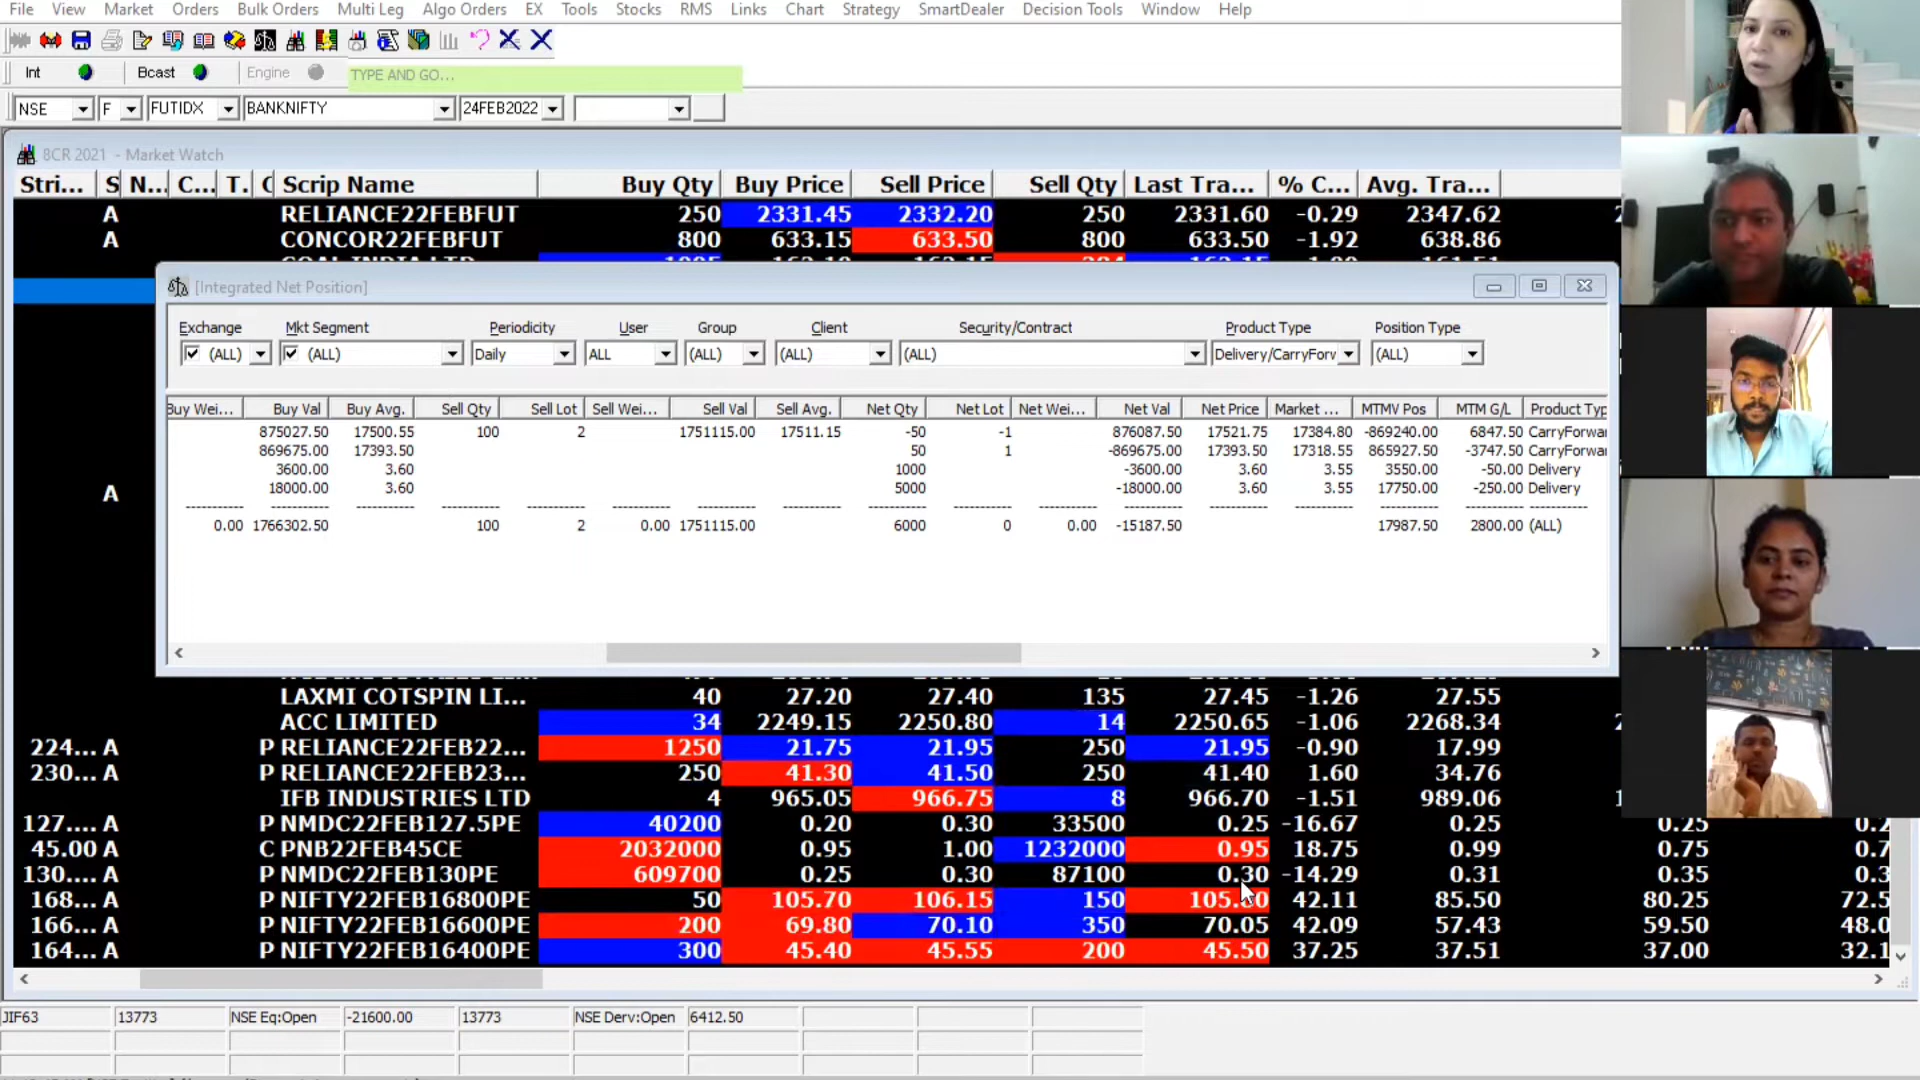 File View Market Orders Bulk Orders Multi Leg Algo Orders EX Tools Stocks RMS Links Chart Strategy SmartDealer Decision Tools Window Help
Int Bcast Engine TYPE AND GO...
NSE F FUTIDX BANKNIFTY 24FEB2022
8CR 2021 - Market Watch
Stri... S N... C... T. C Scrip Name Buy Qty Buy Price Sell Price Sell Qty Last Tra... % C... Avg. Tra...
A RELIANCE22FEBFUT 250 2331.45 2332.20 250 2331.60 -0.29 2347.62
A CONCOR22FEBFUT 800 633.15 633.50 800 633.50 -1.92 638.86
[Integrated Net Position]
Exchange Mkt Segment Periodicity User Group Client Security/Contract Product Type Position Type
(ALL) (ALL) Daily ALL (ALL) (ALL) (ALL) Delivery/CarryForw (ALL)
Buy Wei... Buy Val Buy Avg. Sell Qty Sell Lot Sell Wei... Sell Val Sell Avg. Net Qty Net Lot Net Wei... Net Val Net Price Market ... MTMV Pos MTM G/L Product Typ
875027.50 17500.55 100 2 1751115.00 17511.15 -50 -1 876087.50 17521.75 17384.80 -869240.00 6847.50 CarryForwa
869675.00 17393.50 50 1 -869675.00 17393.50 17318.55 865927.50 -3747.50 CarryForwa
3600.00 3.60 1000 -3600.00 3.60 3.55 3550.00 -50.00 Delivery
18000.00 3.60 5000 -18000.00 3.60 3.55 17750.00 -250.00 Delivery
0.00 1766302.50 100 2 0.00 1751115.00 6000 0 0.00 -15187.50 17987.50 2800.00 (ALL)
A
LAXMI COTSPIN LI... 40 27.20 27.40 135 27.45 -1.26 27.55
ACC LIMITED 34 2249.15 2250.80 14 2250.65 -1.06 2268.34
224... A P RELIANCE22FEB22... 1250 21.75 21.95 250 21.95 -0.90 17.99
230... A P RELIANCE22FEB23... 250 41.30 41.50 250 41.40 1.60 34.76
IFB INDUSTRIES LTD 4 965.05 966.75 8 966.70 -1.51 989.06
127.... A P NMDC22FEB127.5PE 40200 0.20 0.30 33500 0.25 -16.67 0.25 0.25 0.2
45.00 A C PNB22FEB45CE 2032000 0.95 1.00 1232000 0.95 18.75 0.99 0.75 0.7
130.... A P NMDC22FEB130PE 609700 0.25 0.30 87100 0.30 -14.29 0.31 0.35 0.3
168... A P NIFTY22FEB16800PE 50 105.70 106.15 150 42.11 85.50 80.25 72.5
166... A P NIFTY22FEB16600PE 200 69.80 70.10 350 70.05 42.09 57.43 59.50 48.0
164... A P NIFTY22FEB16400PE 300 45.40 45.55 200 45.50 37.25 37.51 37.00 32.1
JIF63 13773 NSE Eq:Open -21600.00 13773 NSE Derv:Open 6412.50